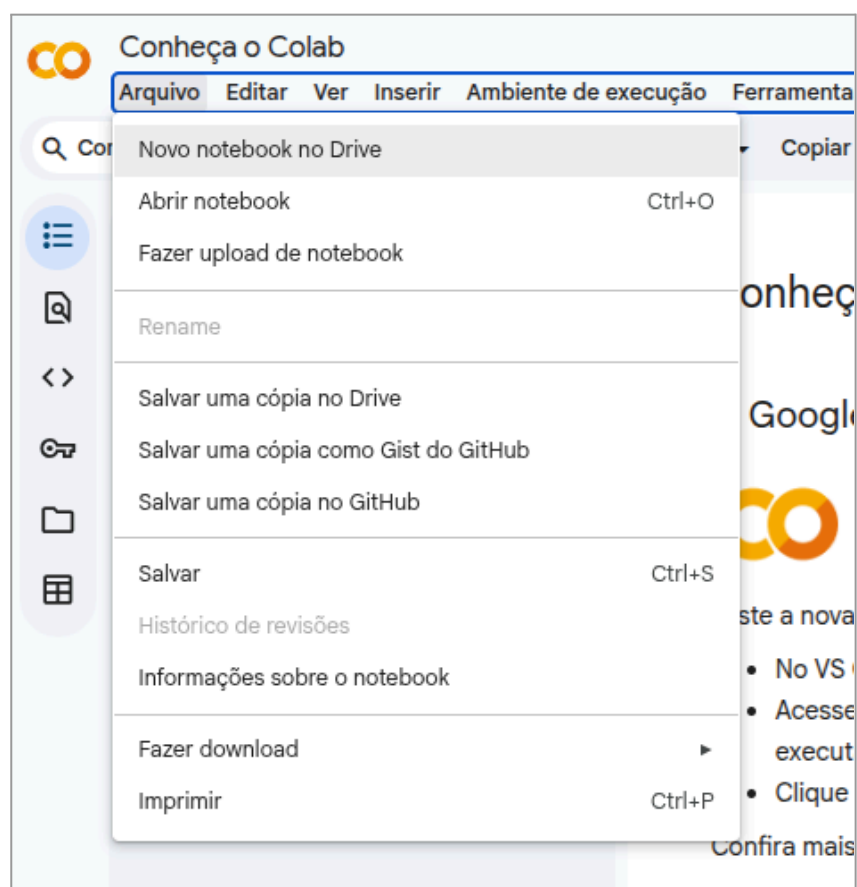 Conheça o Colab
Arquivo Editar Ver Inserir Ambiente de execução Ferramenta
Copiar
Novo notebook no Drive
Abrir notebook Ctrl+O
Fazer upload de notebook
Rename
Salvar uma cópia no Drive
Salvar uma cópia como Gist do GitHub
Salvar uma cópia no GitHub
Salvar Ctrl+S
Histórico de revisões
Informações sobre o notebook
Fazer download
Imprimir Ctrl+P
onheç
Googl
ste a nova
No VS
Acesse
execut
Clique
Confira mais